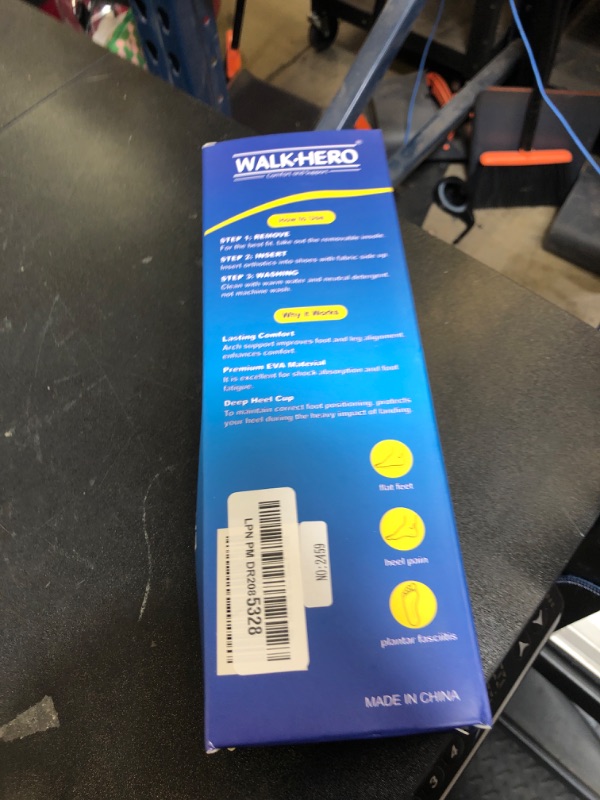 WALK·HERO®
Comfort and Support
How to Use
STEP 1: REMOVE
For the best fit, take out the removable insole.
STEP 2: INSERT
Insert orthotics into shoes with fabric side up
STEP 3: WASHING
Clean with warm water and neutral detergent,
not machine wash.
Why it Works
Lasting Comfort
Arch support improves foot and leg alignment,
enhances comfort.
Premium EVA Material
It is excellent for shock absorption and foot
fatigue.
Deep Heel Cup
To maintain correct foot positioning, protects
your heel during the heavy impact of landing.
flat feet
heel pain
plantar fasciitis
LPN PM DR2085328
NO:2459
MADE IN CHINA
3 4